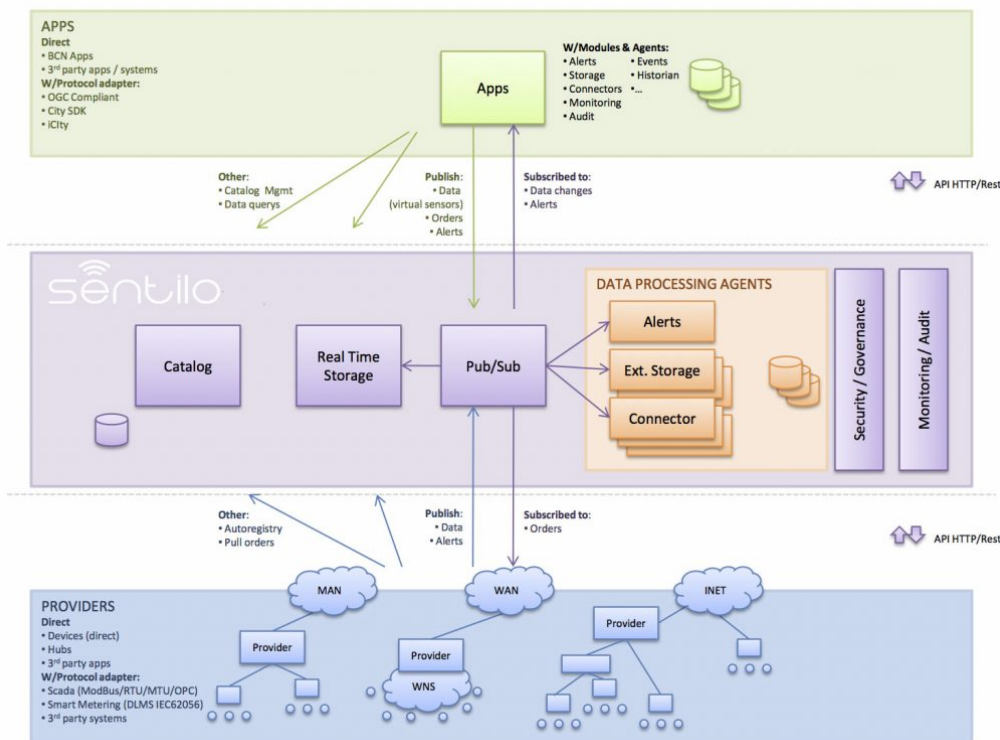 APPS
Direct
• BCN Apps
• 3rd party apps / systems
W/Protocol adapter:
• OGC Compliant
• City SDK
• iCIty
Apps
W/Modules & Agents:
• Alerts
• Storage
• Connectors
• Monitoring
• Audit
• Events
• Historian
•...
Other:
• Catalog Mgmt
• Data querys
Publish:
• Data
(virtual sensors)
• Orders
• Alerts
Subscribed to:
• Data changes
• Alerts
API HTTP/Rest
sentilo
Catalog
Real Time
Storage
Pub/Sub
DATA PROCESSING AGENTS
Alerts
Ext. Storage
Connector
Security / Governance
Monitoring / Audit
Other:
• Autoregistry
• Pull orders
Publish:
• Data
• Alerts
Subscribed to:
• Orders
API HTTP/Rest
PROVIDERS
Direct
• Devices (direct)
• Hubs
• 3rd party apps
W/Protocol adapter:
• Scada (ModBus/RTU/MTU/OPC)
• Smart Metering (DLMS IEC62056)
• 3rd party systems
MAN
Provider
WAN
Provider
WNS
INET
Provider